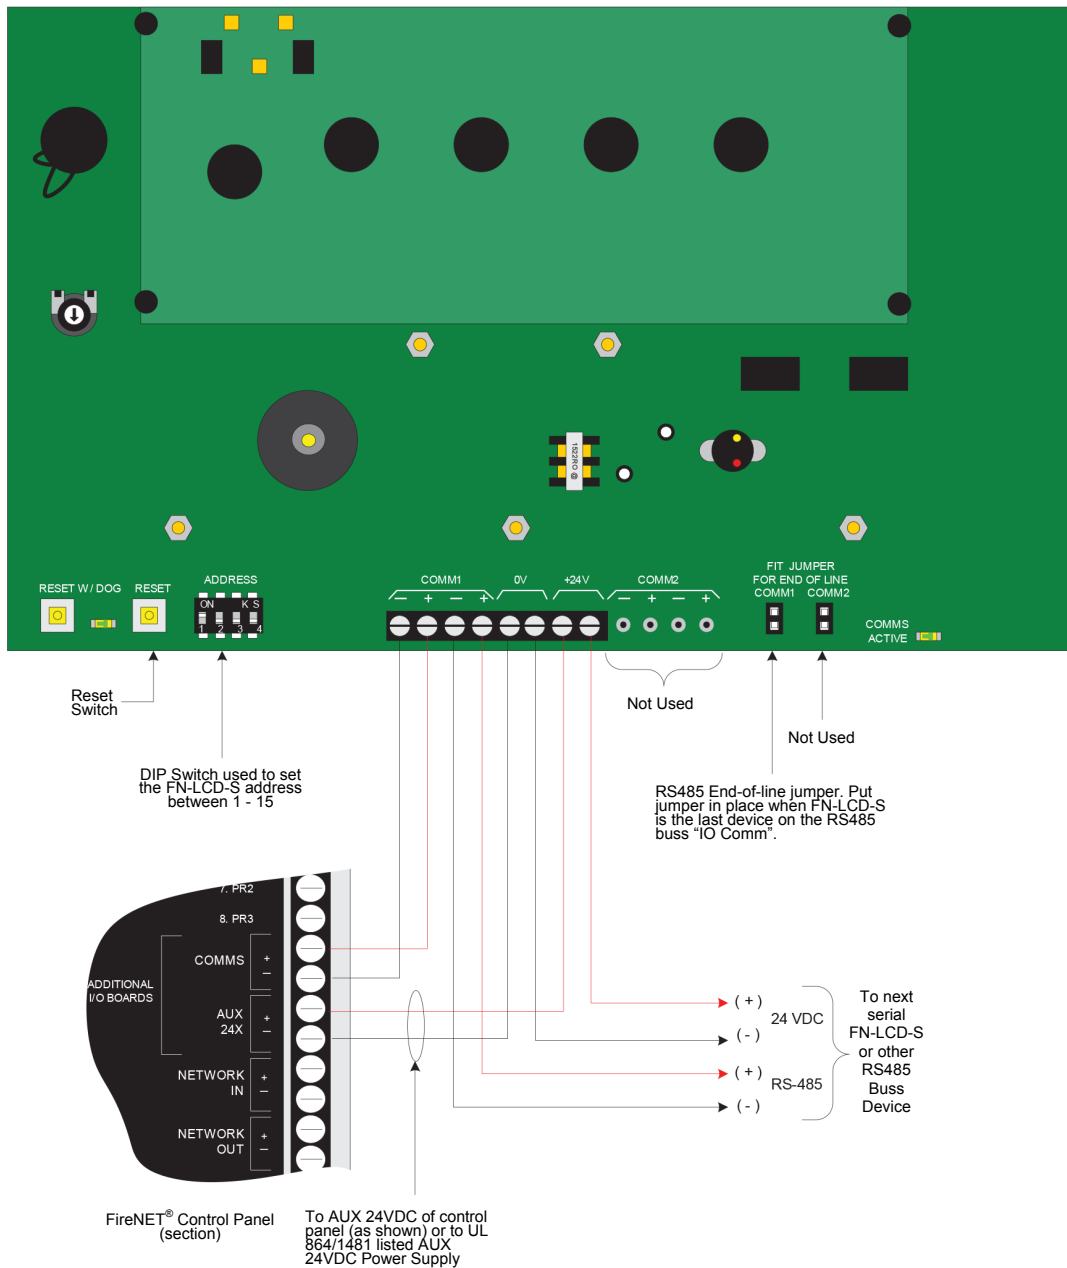 1522RO @
RESET W/ DOG
RESET
ADDRESS
ON K S
1 2 3 4
COMM1
0V
+24V
COMM2
− + − +
− + − +
FIT JUMPER
FOR END OF LINE
COMM1 COMM2
COMMS
ACTIVE
Reset
Switch
DIP Switch used to set
the FN-LCD-S address
between 1 - 15
Not Used
Not Used
RS485 End-of-line jumper. Put
jumper in place when FN-LCD-S
is the last device on the RS485
buss “IO Comm”.
7. PR2
8. PR3
ADDITIONAL
I/O BOARDS
COMMS
+
−
AUX
24X
+
−
NETWORK
IN
+
−
NETWORK
OUT
+
−
( + )
24 VDC
( - )
( + )
RS-485
( - )
To next
serial
FN-LCD-S
or other
RS485
Buss
Device
FireNET® Control Panel
(section)
To AUX 24VDC of control
panel (as shown) or to UL
864/1481 listed AUX
24VDC Power Supply